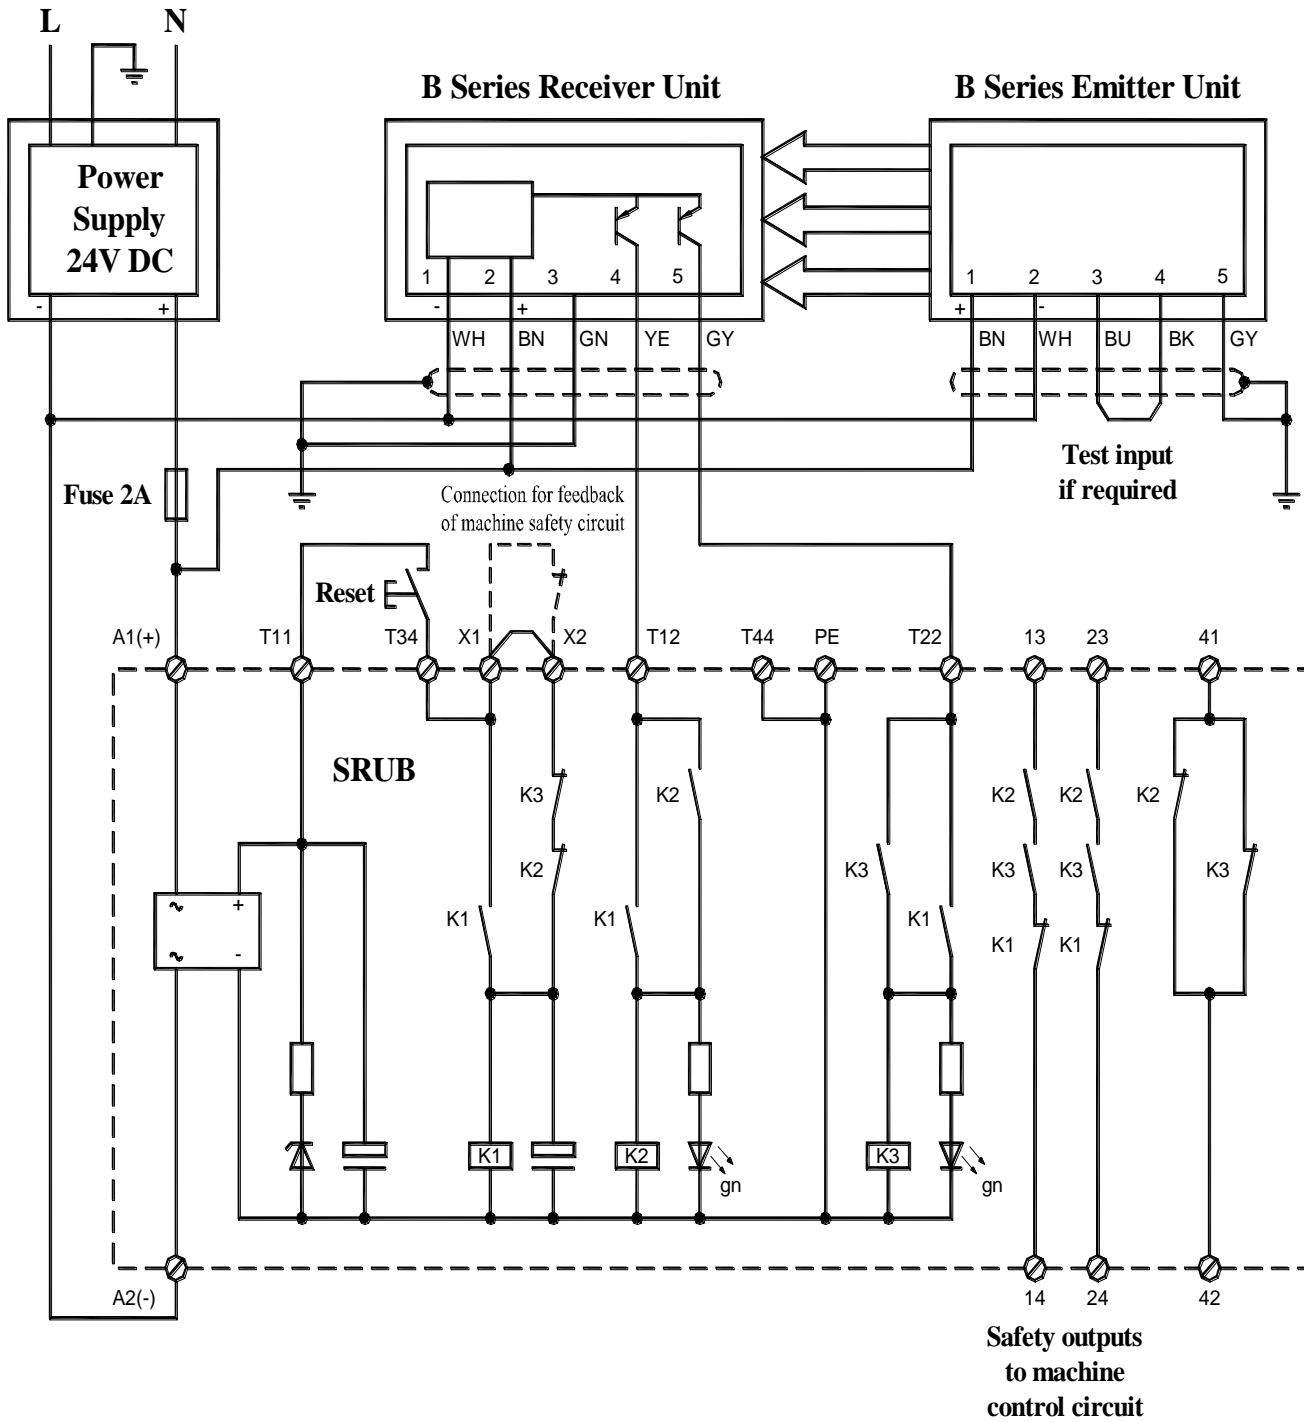 L N
B Series Receiver Unit
B Series Emitter Unit
Power
Supply
24V DC
- +
1 2 3 4 5
- +
WH BN GN YE GY
1 2 3 4 5
+ -
BN WH BU BK GY
Test input
if required
Fuse 2A
Connection for feedback
of machine safety circuit
Reset
A1(+) T11 T34 X1 X2 T12 T44 PE T22 13 23 41
SRUB
K3 K2 K2 K2 K2
K2 K3 K3 K3 K3
K1 K1 K1 K1 K1
~ +
~ -
K1 K2 K3
gn gn
A2(-) 14 24 42
Safety outputs
to machine
control circuit